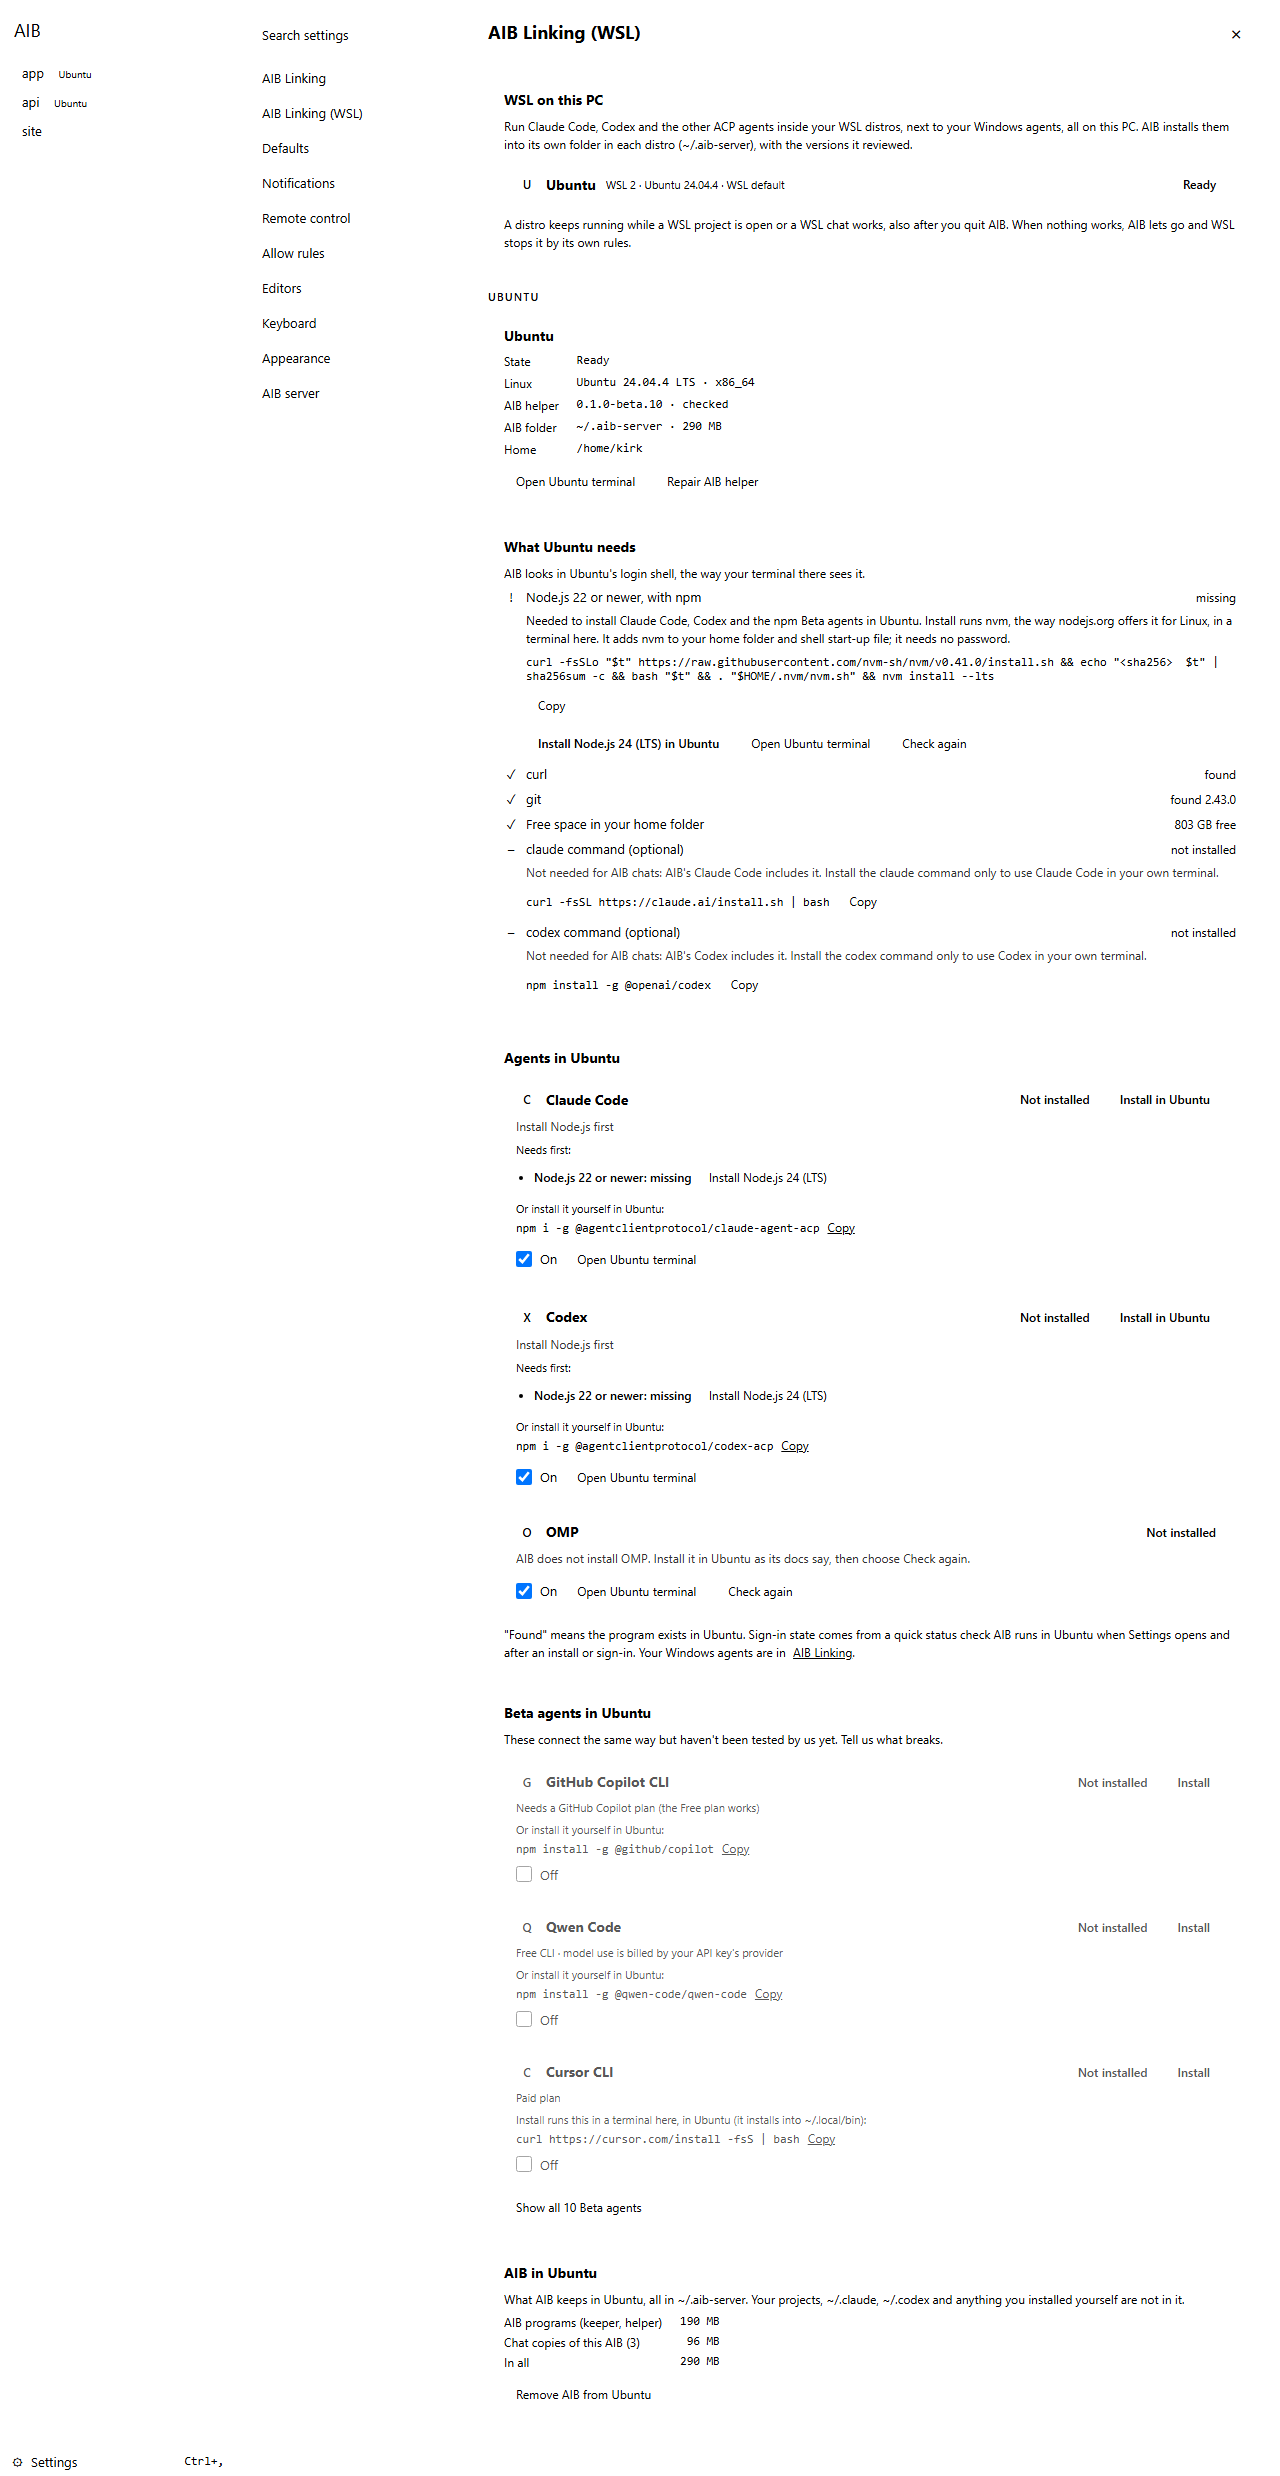 AIB
app Ubuntu
api Ubuntu
site
Settings Ctrl+,
Search settings
AIB Linking
AIB Linking (WSL)
Defaults
Notifications
Remote control
Allow rules
Editors
Keyboard
Appearance
AIB server
AIB Linking (WSL) ×
WSL on this PC
Run Claude Code, Codex and the other ACP agents inside your WSL distros, next to your Windows agents, all on this PC. AIB installs them
into its own folder in each distro (~/.aib-server), with the versions it reviewed.
U Ubuntu WSL 2 · Ubuntu 24.04.4 · WSL default Ready
A distro keeps running while a WSL project is open or a WSL chat works, also after you quit AIB. When nothing works, AIB lets go and WSL
stops it by its own rules.
UBUNTU
Ubuntu
State Ready
Linux Ubuntu 24.04.4 LTS · x86_64
AIB helper 0.1.0-beta.10 · checked
AIB folder ~/.aib-server · 290 MB
Home /home/kirk
Open Ubuntu terminal Repair AIB helper
What Ubuntu needs
AIB looks in Ubuntu's login shell, the way your terminal there sees it.
! Node.js 22 or newer, with npm missing
Needed to install Claude Code, Codex and the npm Beta agents in Ubuntu. Install runs nvm, the way nodejs.org offers it for Linux, in a
terminal here. It adds nvm to your home folder and shell start-up file; it needs no password.
curl -fsSLo "$t" https://raw.githubusercontent.com/nvm-sh/nvm/v0.41.0/install.sh && echo "<sha256>  $t" |
sha256sum -c && bash "$t" && . "$HOME/.nvm/nvm.sh" && nvm install --lts
Copy
Install Node.js 24 (LTS) in Ubuntu Open Ubuntu terminal Check again
✓ curl found
✓ git found 2.43.0
✓ Free space in your home folder 803 GB free
– claude command (optional) not installed
Not needed for AIB chats: AIB's Claude Code includes it. Install the claude command only to use Claude Code in your own terminal.
curl -fsSL https://claude.ai/install.sh | bash Copy
– codex command (optional) not installed
Not needed for AIB chats: AIB's Codex includes it. Install the codex command only to use Codex in your own terminal.
npm install -g @openai/codex Copy
Agents in Ubuntu
C Claude Code Not installed Install in Ubuntu
Install Node.js first
Needs first:
• Node.js 22 or newer: missing Install Node.js 24 (LTS)
Or install it yourself in Ubuntu:
npm i -g @agentclientprotocol/claude-agent-acp Copy
On Open Ubuntu terminal
X Codex Not installed Install in Ubuntu
Install Node.js first
Needs first:
• Node.js 22 or newer: missing Install Node.js 24 (LTS)
Or install it yourself in Ubuntu:
npm i -g @agentclientprotocol/codex-acp Copy
On Open Ubuntu terminal
O OMP Not installed
AIB does not install OMP. Install it in Ubuntu as its docs say, then choose Check again.
On Open Ubuntu terminal Check again
"Found" means the program exists in Ubuntu. Sign-in state comes from a quick status check AIB runs in Ubuntu when Settings opens and
after an install or sign-in. Your Windows agents are in AIB Linking.
Beta agents in Ubuntu
These connect the same way but haven't been tested by us yet. Tell us what breaks.
G GitHub Copilot CLI Not installed Install
Needs a GitHub Copilot plan (the Free plan works)
Or install it yourself in Ubuntu:
npm install -g @github/copilot Copy
Off
Q Qwen Code Not installed Install
Free CLI · model use is billed by your API key's provider
Or install it yourself in Ubuntu:
npm install -g @qwen-code/qwen-code Copy
Off
C Cursor CLI Not installed Install
Paid plan
Install runs this in a terminal here, in Ubuntu (it installs into ~/.local/bin):
curl https://cursor.com/install -fsS | bash Copy
Off
Show all 10 Beta agents
AIB in Ubuntu
What AIB keeps in Ubuntu, all in ~/.aib-server. Your projects, ~/.claude, ~/.codex and anything you installed yourself are not in it.
AIB programs (keeper, helper) 190 MB
Chat copies of this AIB (3) 96 MB
In all 290 MB
Remove AIB from Ubuntu